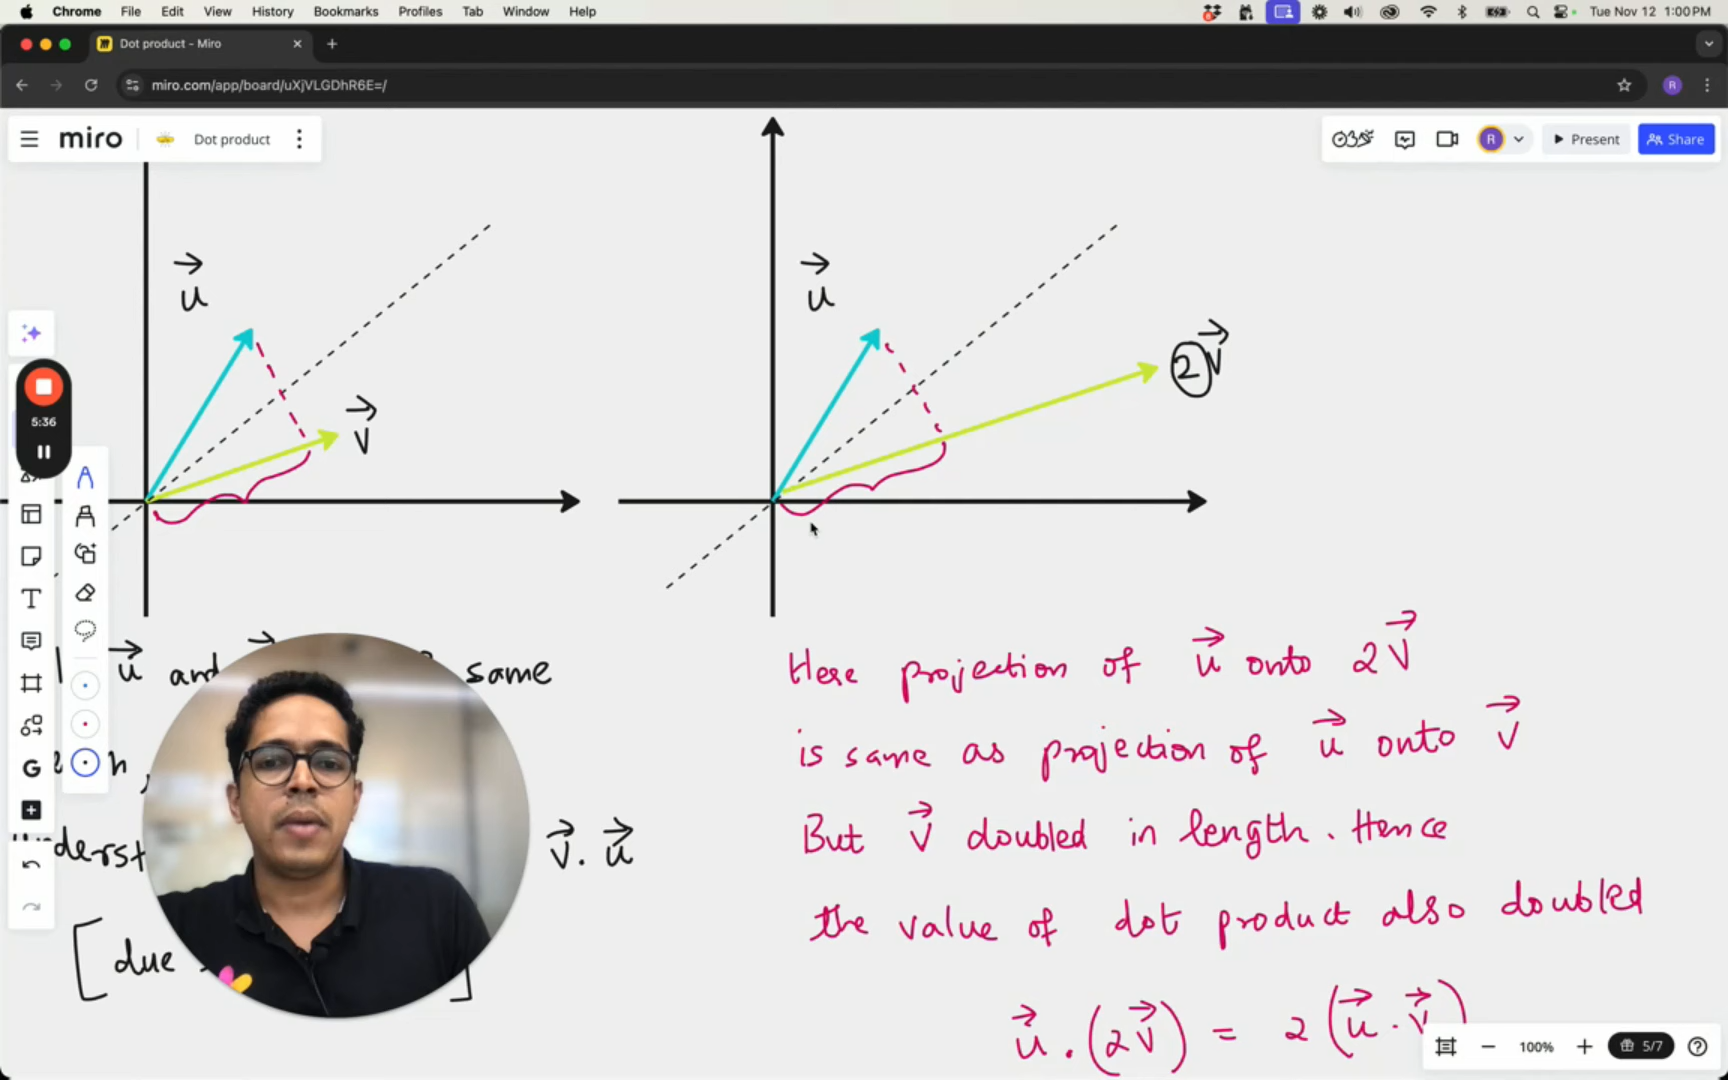 Chrome File Edit View History Bookmarks Profiles Tab Window Help Tue Nov 12 1:00 PM
Dot product - Miro
miro.com/app/board/uXjVLGDhR6E=/
R
miro Dot product
R Present Share
u
v
u
2v
5:36
u and same
v. u
due
Here projection of u onto 2v
is same as projection of u onto v
But v doubled in length. Hence
the value of dot product also doubled
u . (2v) = 2 (u . v)
100% 5/7